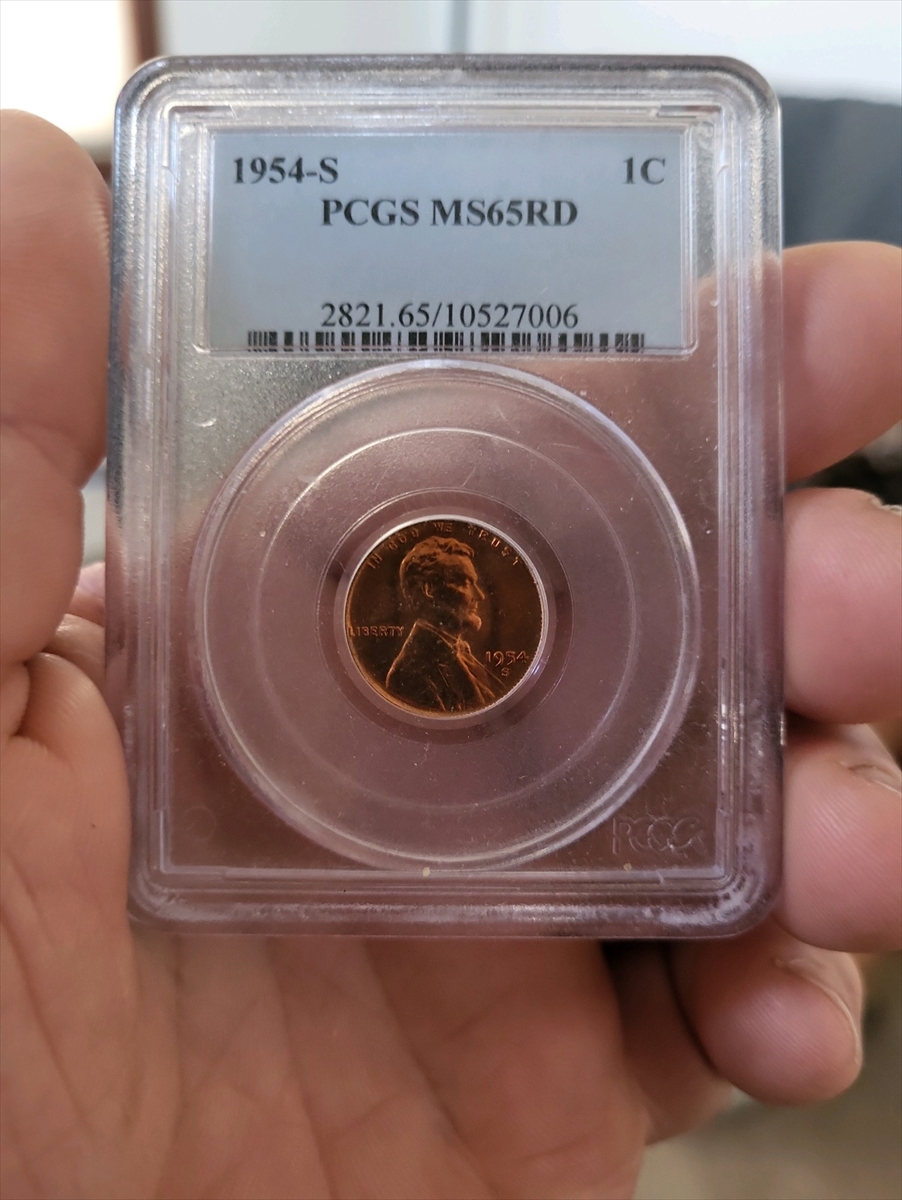 1954-S 1C
PCGS MS65RD
2821.65/10527006
IN GOD WE TRUST
LIBERTY
1954
S
PCGS